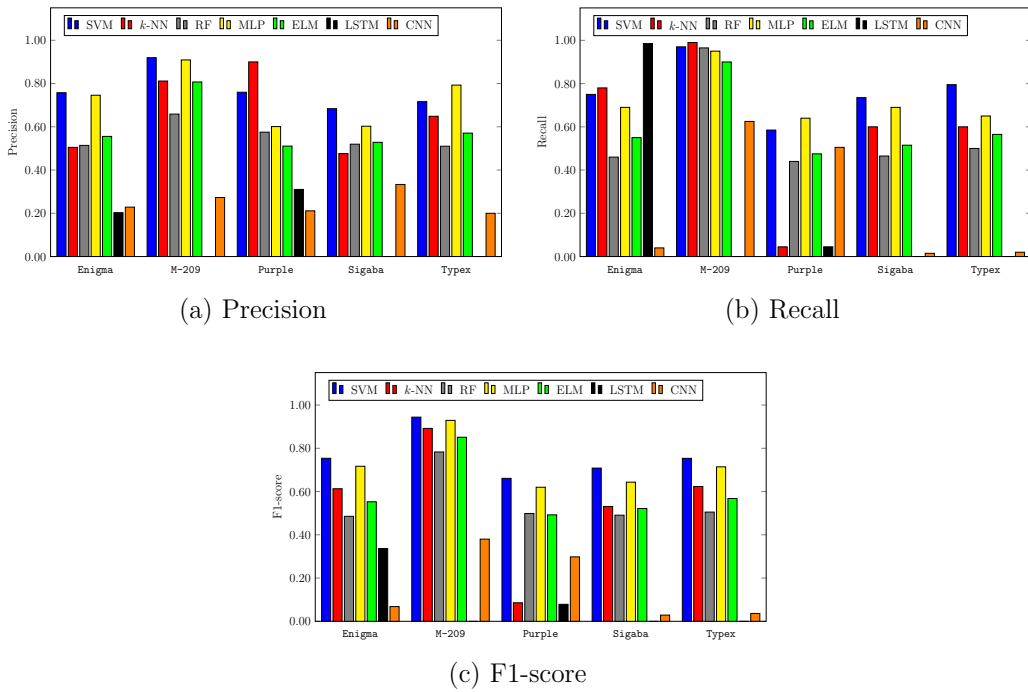 SVM k-NN RF MLP ELM LSTM CNN
1.00
0.80
0.60
0.40
0.20
0.00
Precision
Enigma M-209 Purple Sigaba Typex
(a) Precision
SVM k-NN RF MLP ELM LSTM CNN
1.00
0.80
0.60
0.40
0.20
0.00
Recall
Enigma M-209 Purple Sigaba Typex
(b) Recall
SVM k-NN RF MLP ELM LSTM CNN
1.00
0.80
0.60
0.40
0.20
0.00
F1-score
Enigma M-209 Purple Sigaba Typex
(c) F1-score